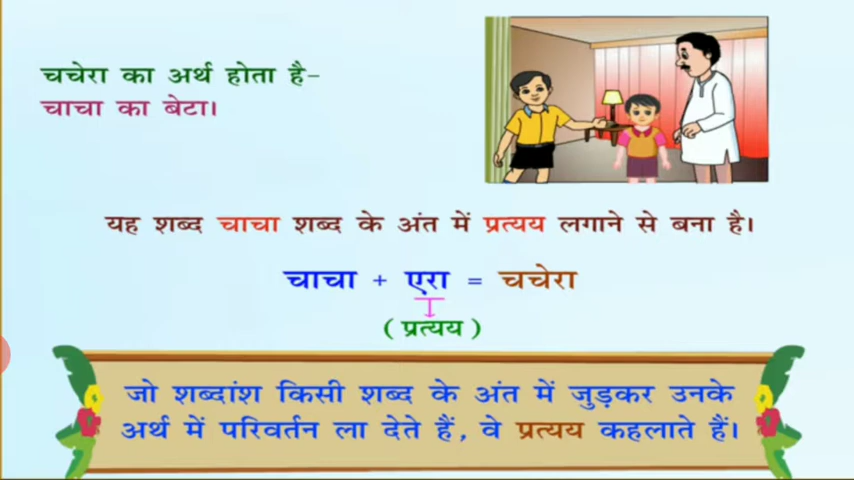 चचेरा का अर्थ होता है-
चाचा का बेटा।
यह शब्द चाचा शब्द के अंत में प्रत्यय लगाने से बना है।
चाचा + एरा = चचेरा
( प्रत्यय )
जो शब्दांश किसी शब्द के अंत में जुड़कर उनके
अर्थ में परिवर्तन ला देते हैं, वे प्रत्यय कहलाते हैं।